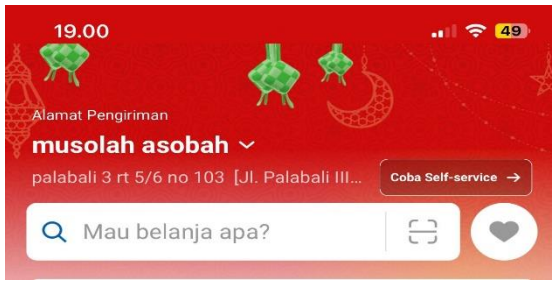 19.00
49
Alamat Pengiriman
musolah asobah
palabali 3 rt 5/6 no 103 [Jl. Palabali III...
Coba Self-service →
Mau belanja apa?